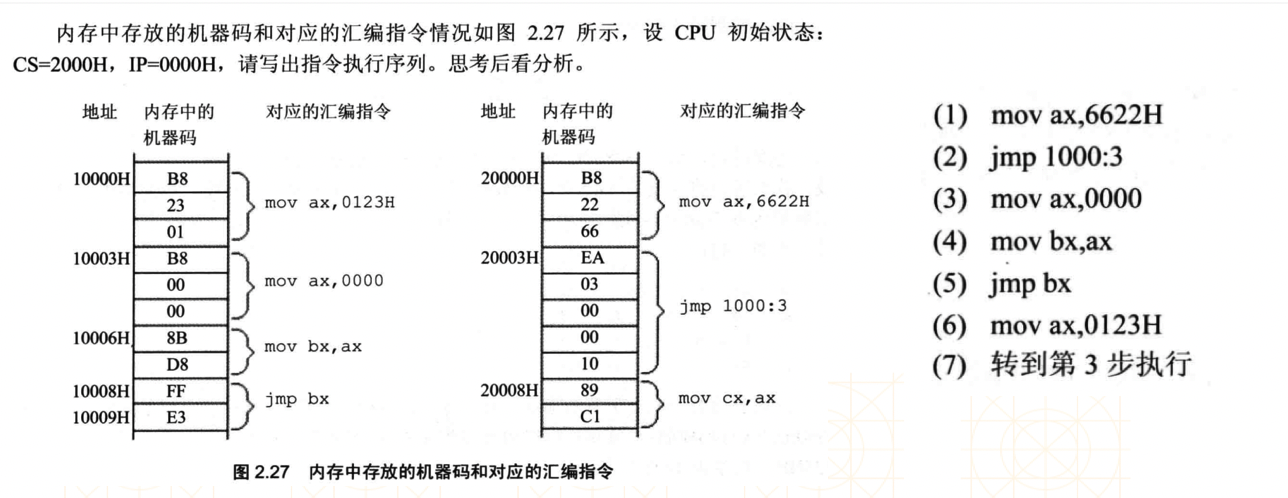 内存中存放的机器码和对应的汇编指令情况如图 2.27 所示，设 CPU 初始状态：
CS=2000H，IP=0000H，请写出指令执行序列。思考后看分析。
地址 内存中的 对应的汇编指令
机器码
10000H B8
23 mov ax,0123H
01
10003H B8
00 mov ax,0000
00
10006H 8B
mov bx,ax
D8
10008H FF
jmp bx
10009H E3
地址 内存中的 对应的汇编指令
机器码
20000H B8
22 mov ax,6622H
66
20003H EA
03
00 jmp 1000:3
00
10
20008H 89
mov cx,ax
C1
图 2.27 内存中存放的机器码和对应的汇编指令
(1) mov ax,6622H
(2) jmp 1000:3
(3) mov ax,0000
(4) mov bx,ax
(5) jmp bx
(6) mov ax,0123H
(7) 转到第 3 步执行